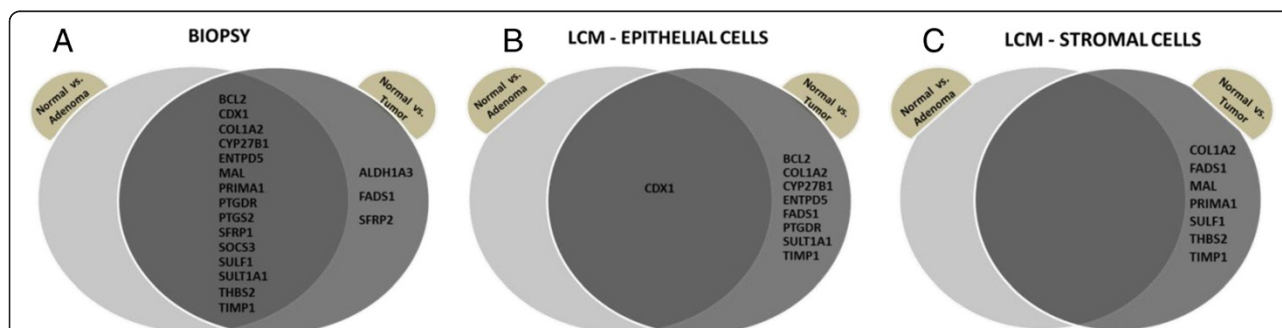 A
BIOPSY
Normal vs.
Adenoma
Normal vs.
Tumor
BCL2
CDX1
COL1A2
CYP27B1
ENTPD5
MAL
PRIMA1
PTGDR
PTGS2
SFRP1
SOCS3
SULF1
SULT1A1
THBS2
TIMP1
ALDH1A3
FADS1
SFRP2
B
LCM - EPITHELIAL CELLS
Normal vs.
Adenoma
Normal vs.
Tumor
CDX1
BCL2
COL1A2
CYP27B1
ENTPD5
FADS1
PTGDR
SULT1A1
TIMP1
C
LCM - STROMAL CELLS
Normal vs.
Adenoma
Normal vs.
Tumor
COL1A2
FADS1
MAL
PRIMA1
SULF1
THBS2
TIMP1